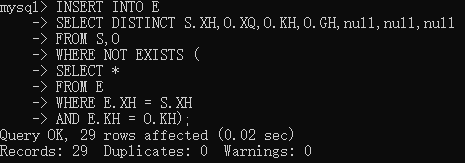 mysql> INSERT INTO E
    -> SELECT DISTINCT S.XH,O.XQ,O.KH,O.GH,null,null,null
    -> FROM S,O
    -> WHERE NOT EXISTS (
    -> SELECT *
    -> FROM E
    -> WHERE E.XH = S.XH
    -> AND E.KH = O.KH);
Query OK, 29 rows affected (0.02 sec)
Records: 29  Duplicates: 0  Warnings: 0